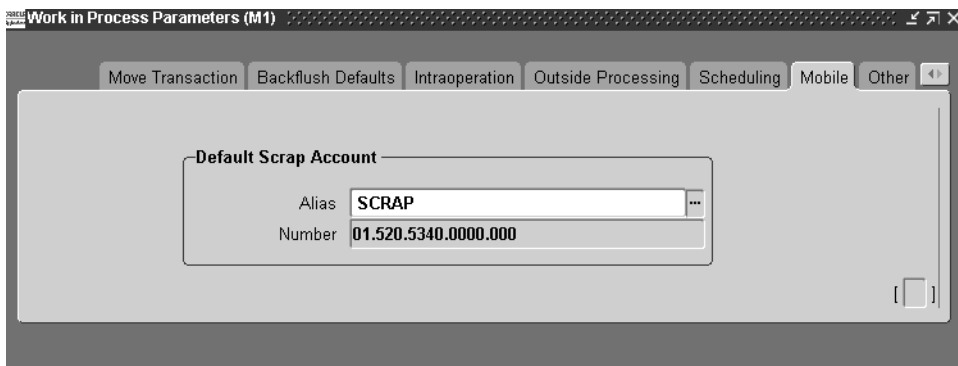 Work in Process Parameters (M1)
Move Transaction Backflush Defaults Intraoperation Outside Processing Scheduling Mobile Other
Default Scrap Account
Alias SCRAP ...
Number 01.520.5340.0000.000
[ ]